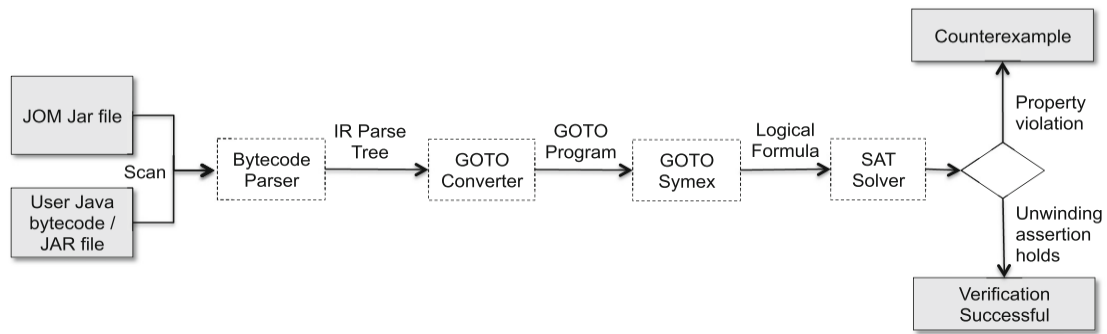 JOM Jar file
Scan
User Java
bytecode /
JAR file
Bytecode
Parser
IR Parse
Tree
GOTO
Converter
GOTO
Program
GOTO
Symex
Logical
Formula
SAT
Solver
Counterexample
Property
violation
Unwinding
assertion
holds
Verification
Successful